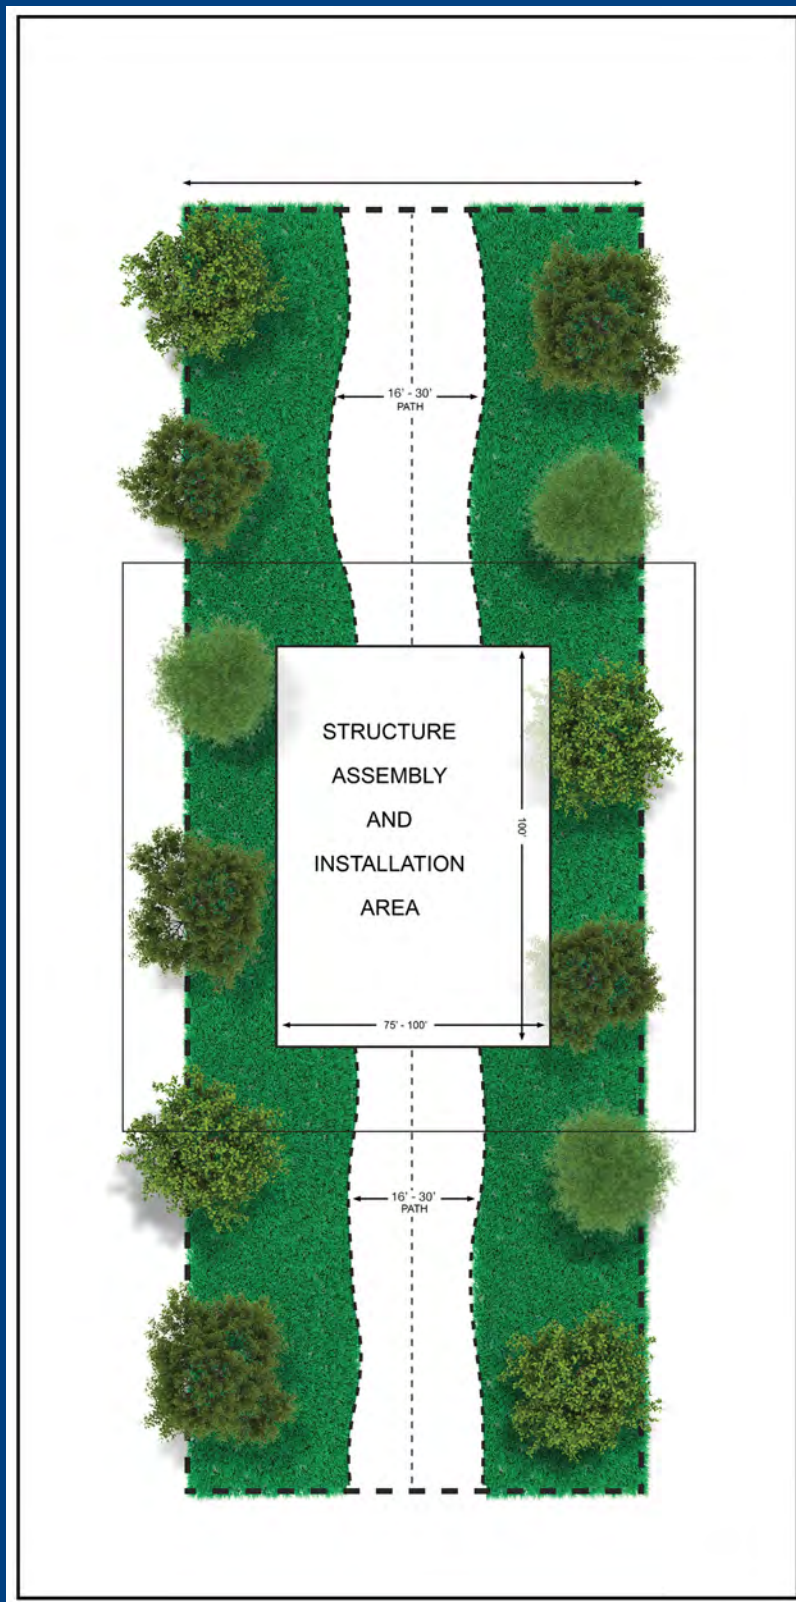 16' - 30'
PATH
STRUCTURE
ASSEMBLY
AND
INSTALLATION
AREA
100'
75' - 100'
16' - 30'
PATH